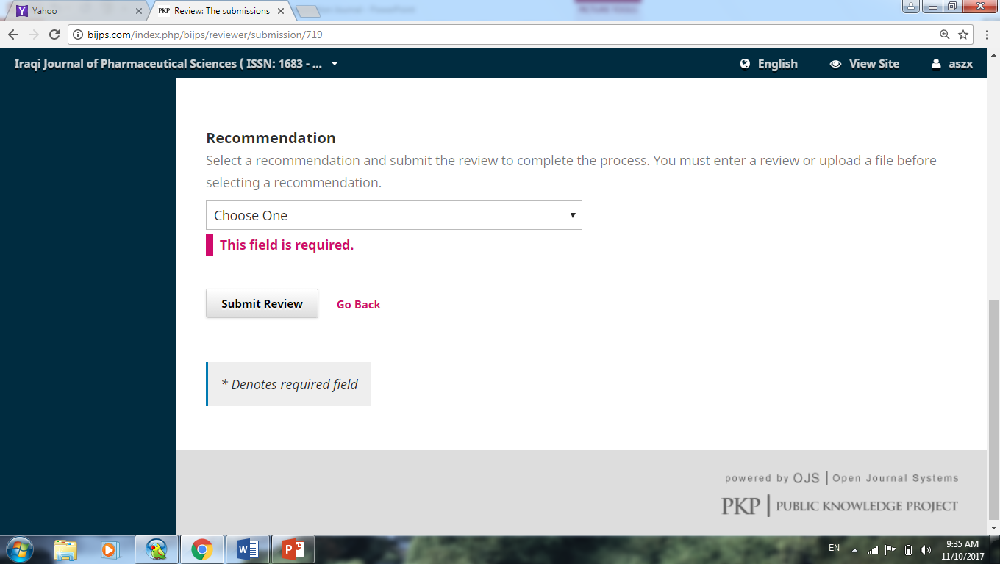 Yahoo
PKP Review: The submissions
bijps.com/index.php/bijps/reviewer/submission/719
Iraqi Journal of Pharmaceutical Sciences ( ISSN: 1683 - ...
English
View Site
aszx
Recommendation
Select a recommendation and submit the review to complete the process. You must enter a review or upload a file before
selecting a recommendation.
Choose One
This field is required.
Submit Review
Go Back
* Denotes required field
powered by OJS | Open Journal Systems
PKP | PUBLIC KNOWLEDGE PROJECT
EN
9:35 AM
11/10/2017